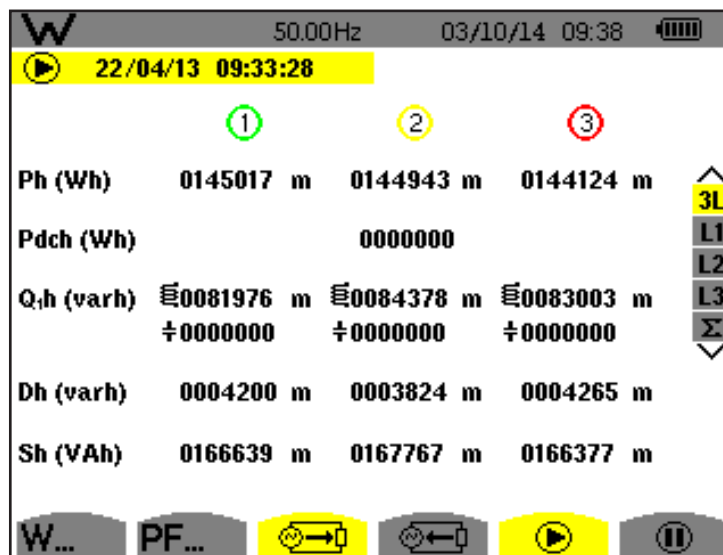 W 50.00Hz 03/10/14 09:38
22/04/13 09:33:28
1 2 3
Ph (Wh) 0145017 m 0144943 m 0144124 m
Pdch (Wh) 0000000
Q₁h (varh) 0081976 m 0084378 m 0083003 m
0000000 0000000 0000000
Dh (varh) 0004200 m 0003824 m 0004265 m
Sh (VAh) 0166639 m 0167767 m 0166377 m
3L
L1
L2
L3
Σ
W... PF...